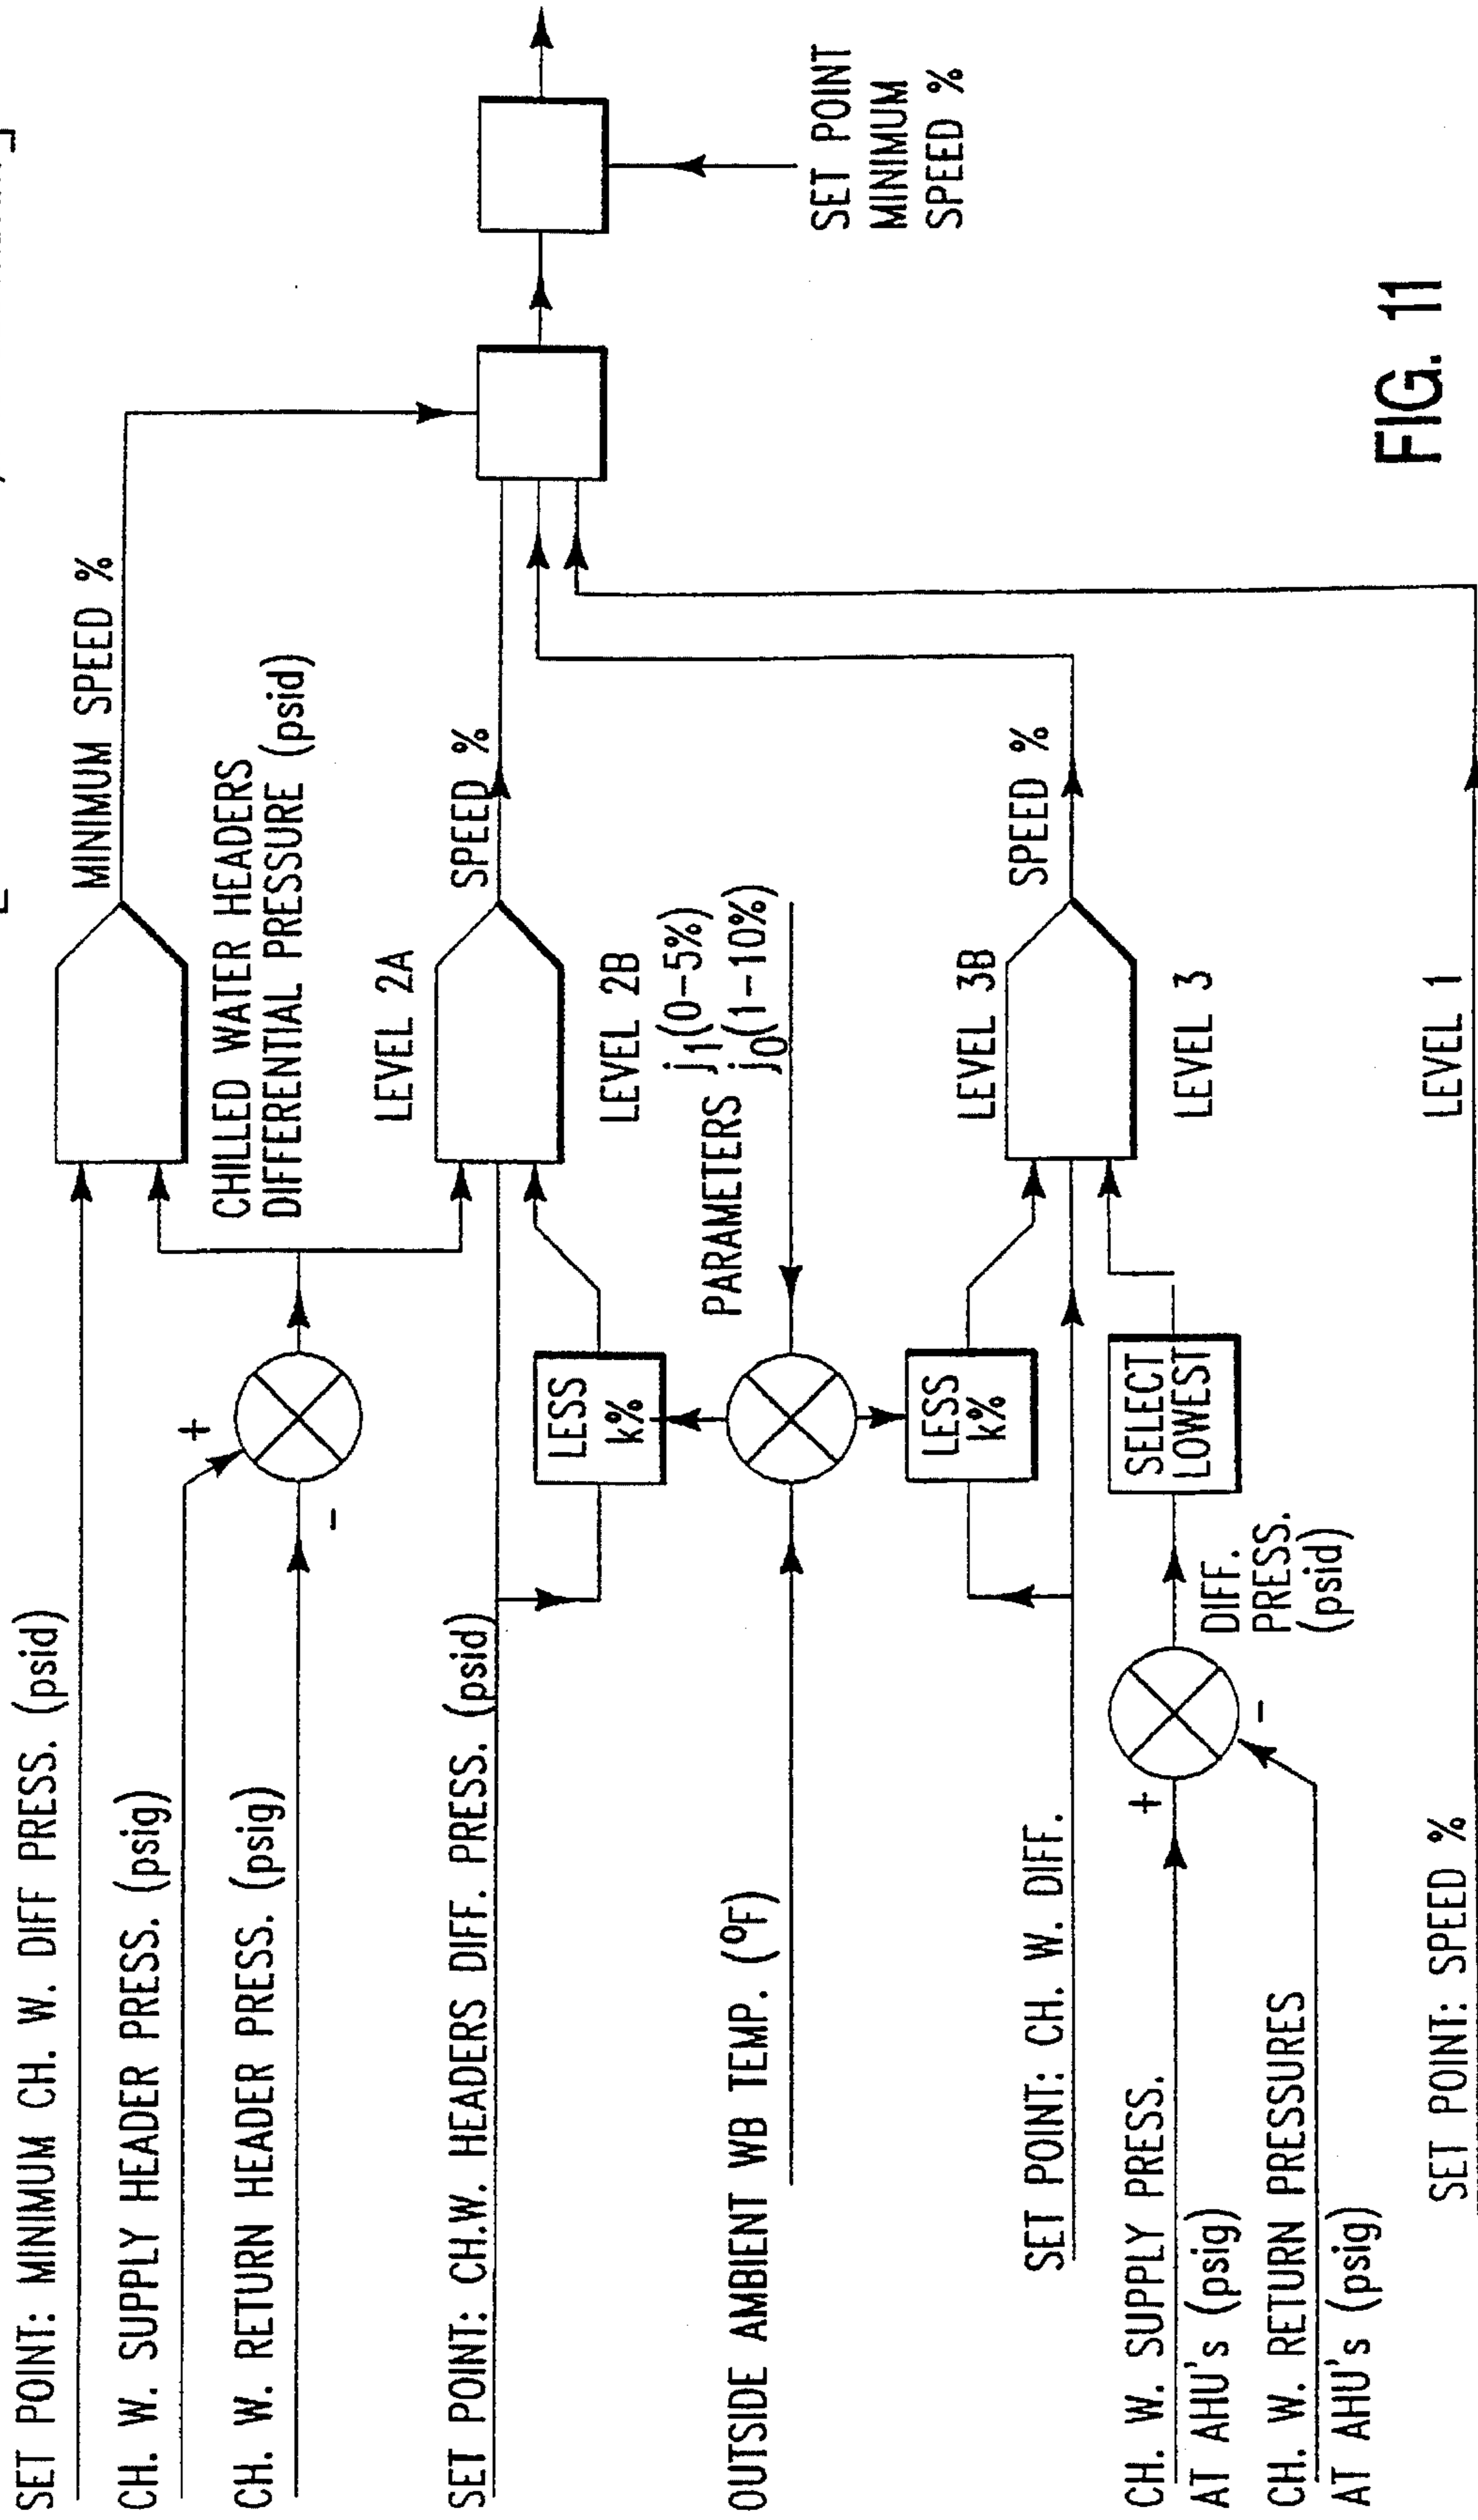 SET POINT: MINIMUM CH. W. DIFF PRESS. (psid)
CH. W. SUPPLY HEADER PRESS. (psig)
+
CH. W. RETURN HEADER PRESS. (psig)
-
MINIMUM SPEED %
CHILLED WATER HEADERS
DIFFERENTIAL PRESSURE (psid)
SET POINT: CH.W. HEADERS DIFF. PRESS. (psid)
LEVEL 2A
SPEED %
LEVEL 2B
LESS
k%
PARAMETERS j1(0-5%)
j0(1-10%)
OUTSIDE AMBIENT WB TEMP. (ºF)
LESS
k%
LEVEL 3B
SPEED %
LEVEL 3
SET POINT: CH. W. DIFF.
CH. W. SUPPLY PRESS.
AT AHU's (psig)
+
-
DIFF.
PRESS.
(psid)
SELECT
LOWEST
CH. W. RETURN PRESSURES
AT AHU's (psig)
SET POINT: SPEED %
LEVEL 1
SET POINT
MINIMUM
SPEED %
FIG. 11